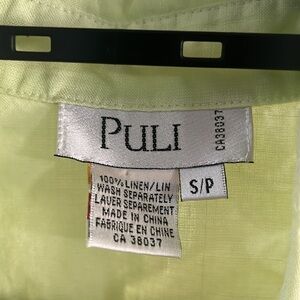 PULI
CA38037
S/P
100% LINEN/LIN
WASH SEPARATELY
LAVER SEPAREMENT
MADE IN CHINA
FABRIQUE EN CHINE
CA 38037